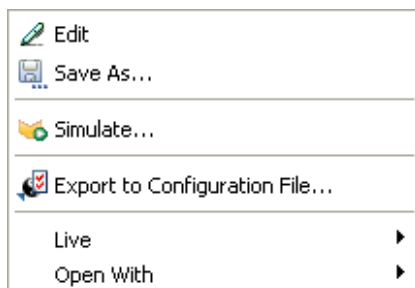 Edit
Save As...
Simulate...
Export to Configuration File...
Live
Open With